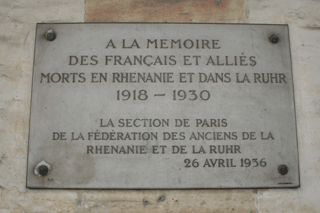 A LA MEMOIRE
DES FRANÇAIS ET ALLIÉS
MORTS EN RHENANIE ET DANS LA RUHR
1918 — 1930
LA SECTION DE PARIS
DE LA FÉDÉRATION DES ANCIENS DE LA
RHENANIE ET DE LA RUHR
26 AVRIL 1936